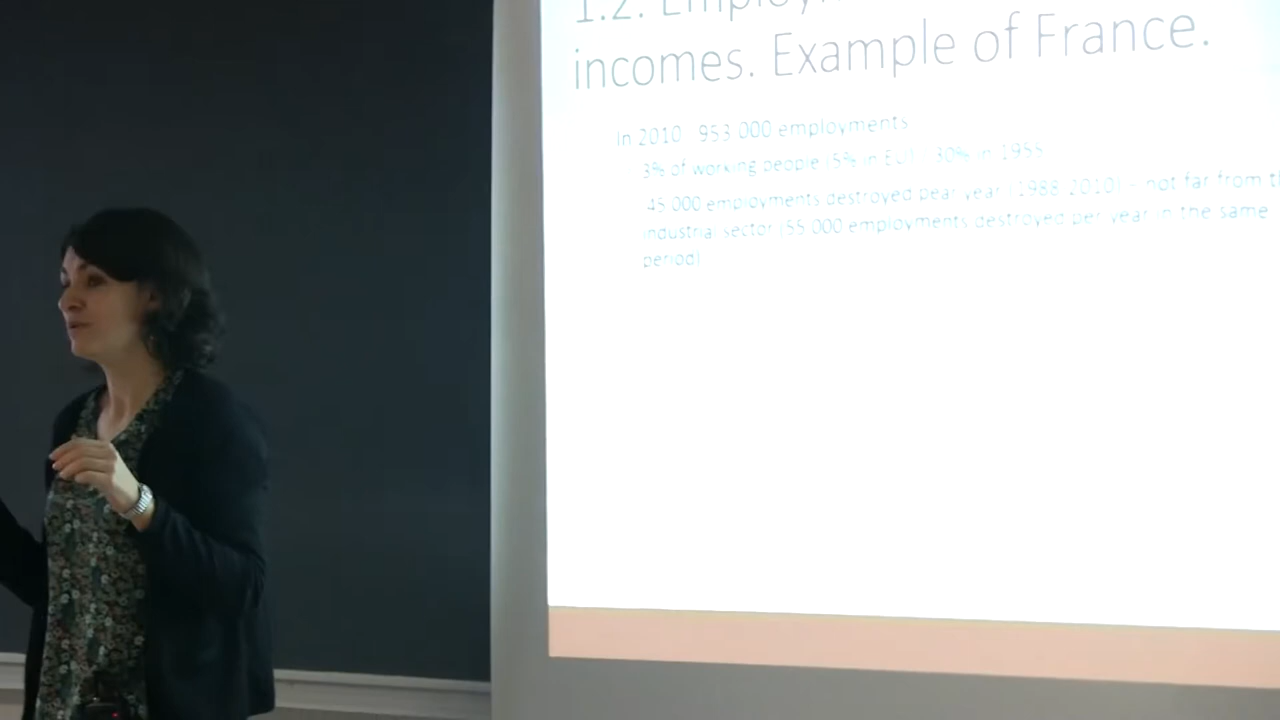 1.2. Employ
incomes. Example of France.
In 2010 953 000 employments
3% of working people (5% in EU) 30% in 1955
45 000 employments destroyed pear year (1988-2010) - not far from th
industrial sector (55 000 employments destroyed per year in the same
period)